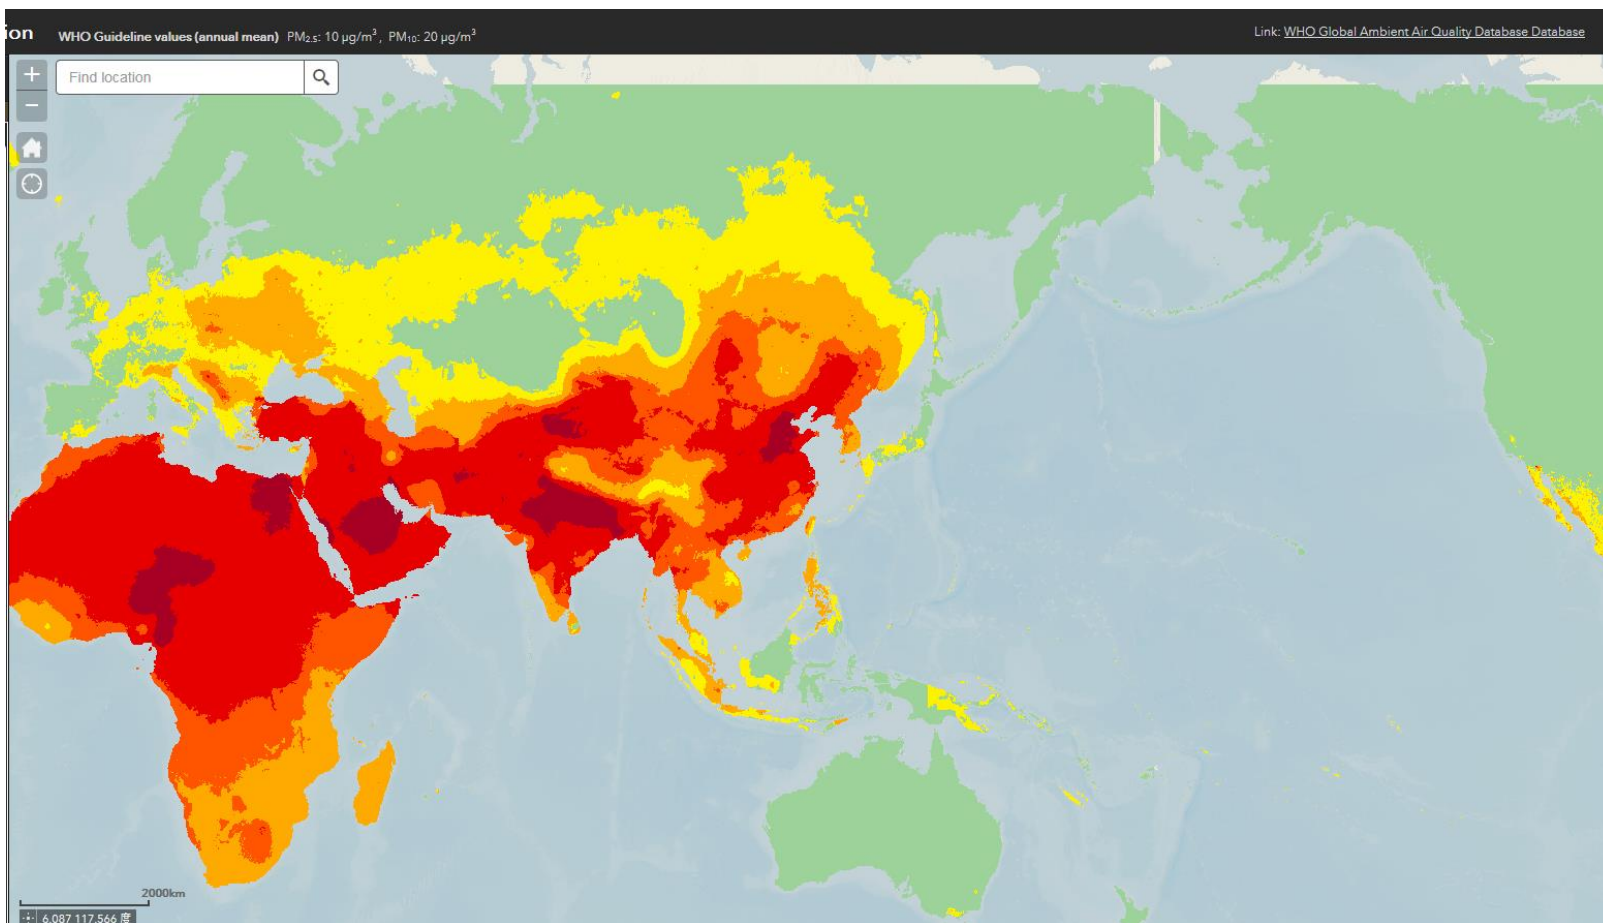 ion WHO Guideline values (annual mean) PM₂.₅: 10 µg/m³, PM₁₀: 20 µg/m³
Link: WHO Global Ambient Air Quality Database Database
+
Find location
−
2000km
6.087 117.566 度